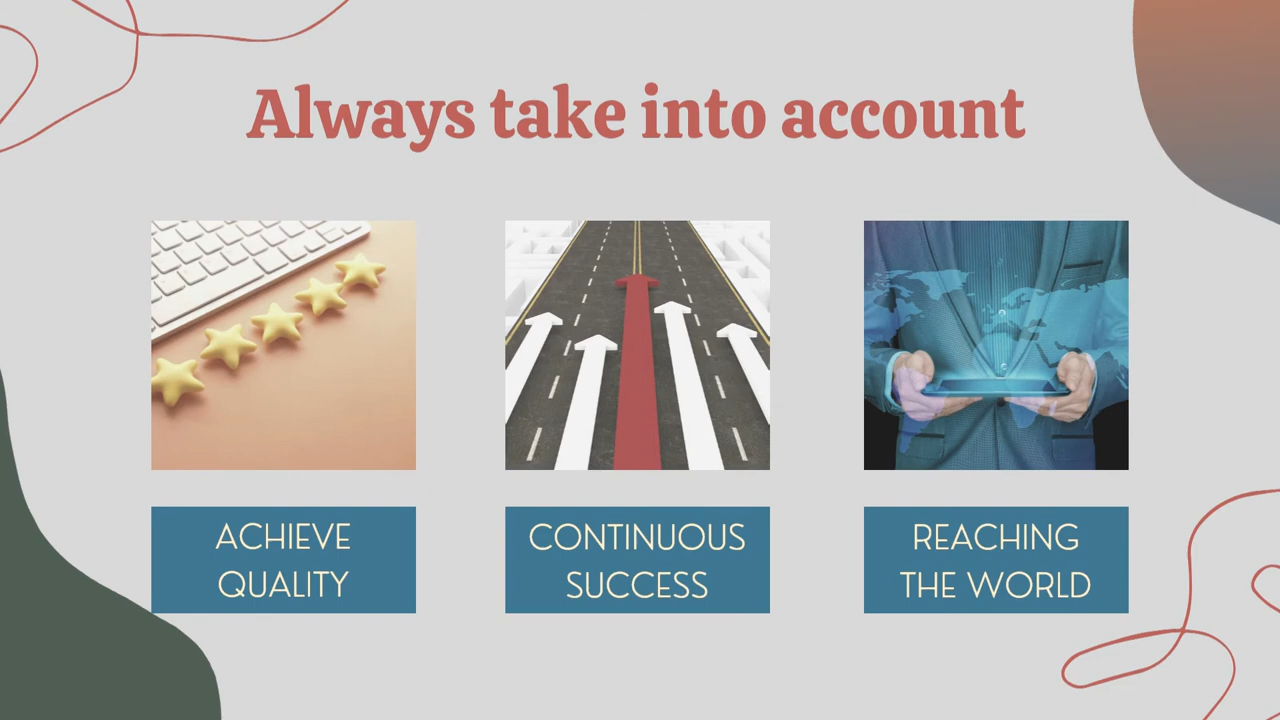 Always take into account
ACHIEVE
QUALITY
CONTINUOUS
SUCCESS
REACHING
THE WORLD